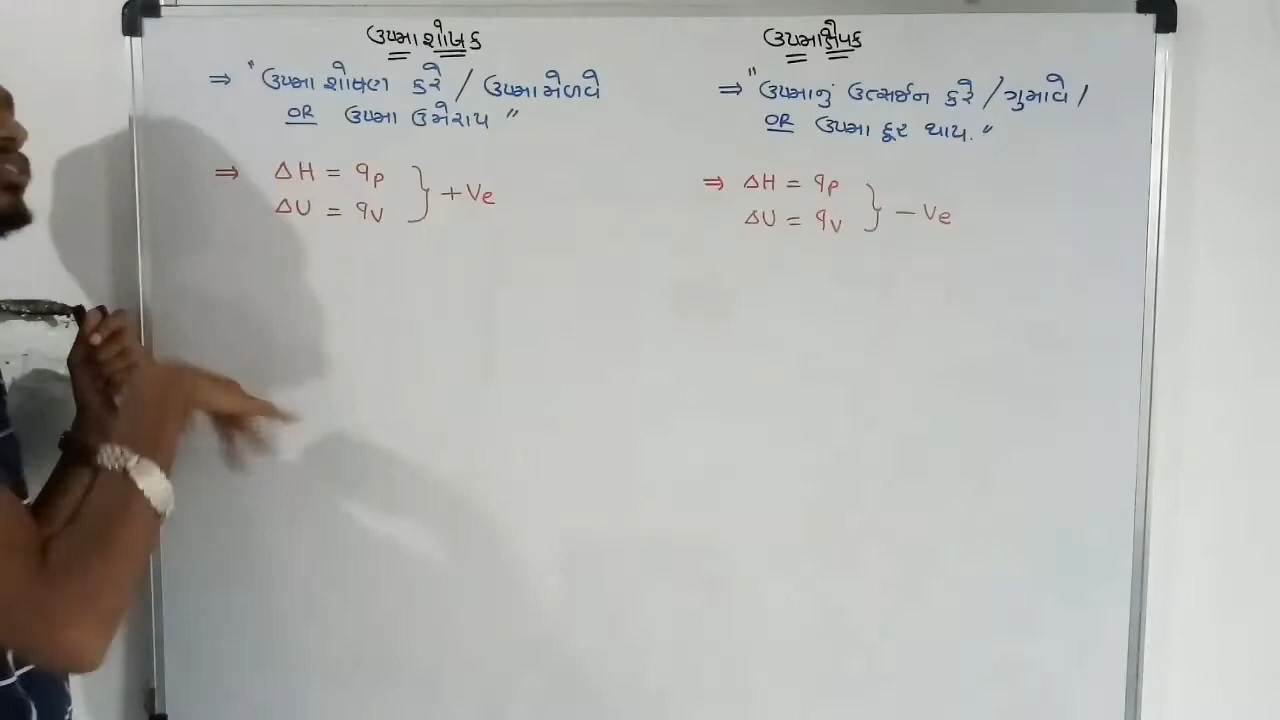 ઉષ્માશોષક
⇒ "ઉષ્મા શોષણ કરે / ઉષ્મા મેળવે
OR ઉષ્મા ઉમેરાય"
⇒ ΔH = qp } +Ve
ΔU = qv
ઉષ્માક્ષેપક
⇒ "ઉષ્માનું ઉત્સર્જન કરે / ગુમાવે /
OR ઉષ્મા દૂર થાય."
⇒ ΔH = qp } -Ve
ΔU = qv